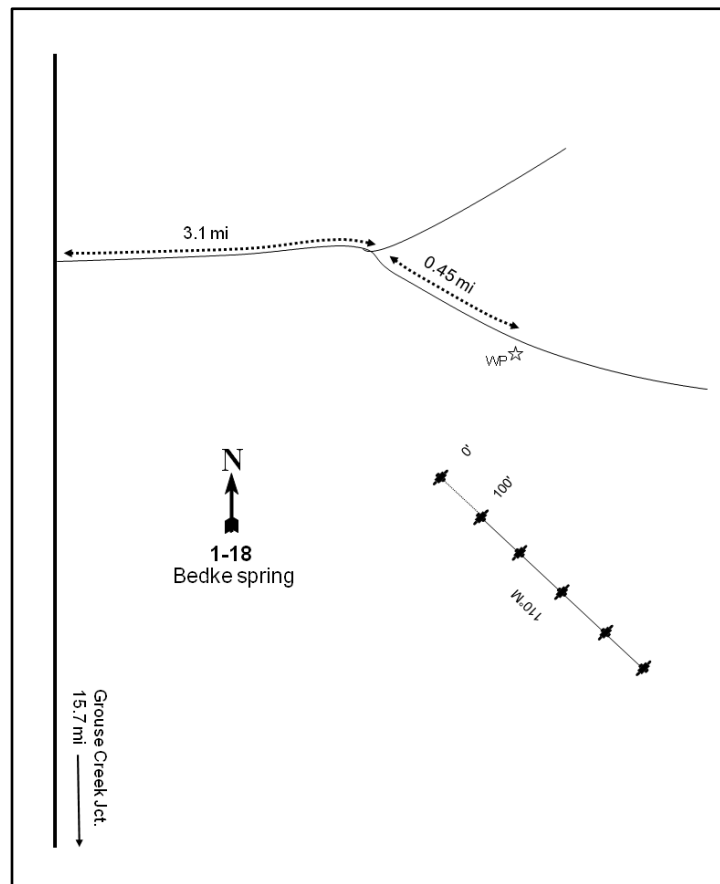 3.1 mi
0.45 mi
WP
N
1-18
Bedke spring
0'
100'
110°M
Grouse Creek Jct.
15.7 mi